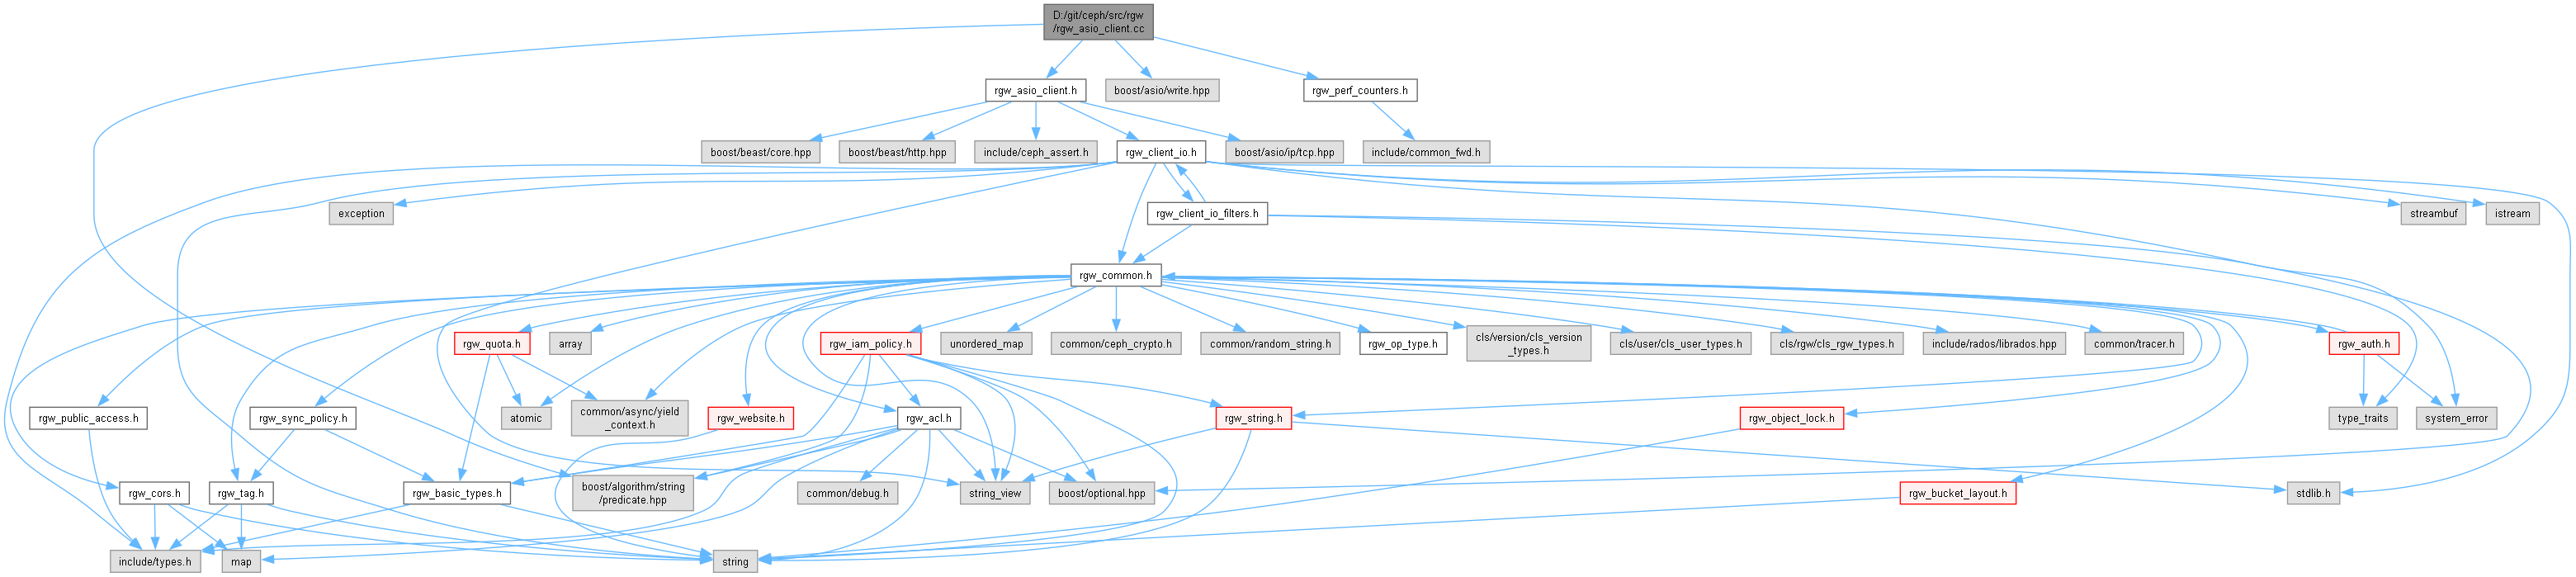 D:/git/ceph/src/rgw
/rgw_asio_client.cc
rgw_asio_client.h
boost/asio/write.hpp
rgw_perf_counters.h
boost/beast/core.hpp
boost/beast/http.hpp
include/ceph_assert.h
rgw_client_io.h
boost/asio/ip/tcp.hpp
include/common_fwd.h
exception
rgw_client_io_filters.h
streambuf
istream
rgw_common.h
rgw_quota.h
array
rgw_iam_policy.h
unordered_map
common/ceph_crypto.h
common/random_string.h
rgw_op_type.h
cls/version/cls_version
_types.h
cls/user/cls_user_types.h
cls/rgw/cls_rgw_types.h
include/rados/librados.hpp
common/tracer.h
rgw_auth.h
rgw_public_access.h
rgw_sync_policy.h
atomic
common/async/yield
_context.h
rgw_website.h
rgw_acl.h
rgw_string.h
rgw_object_lock.h
type_traits
system_error
rgw_cors.h
rgw_tag.h
rgw_basic_types.h
boost/algorithm/string
/predicate.hpp
common/debug.h
string_view
boost/optional.hpp
rgw_bucket_layout.h
stdlib.h
include/types.h
map
string